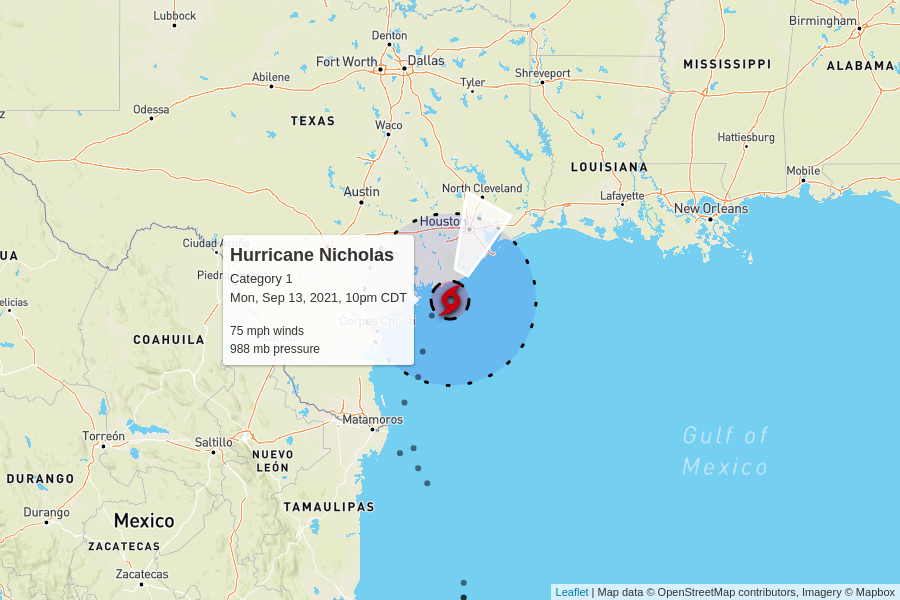 Lubbock
Birmingham
Denton
Fort Worth
Dallas
MISSISSIPPI
ALABAMA
Abilene
Tyler
Shreveport
Odessa
TEXAS
Waco
Hattiesburg
LOUISIANA
Mobile
Austin
North Cleveland
Lafayette
New Orleans
Houston
Ciudad Acuña
UA
Hurricane Nicholas
Piedr
Category 1
Mon, Sep 13, 2021, 10pm CDT
elicias
75 mph winds
Corpus Christi
988 mb pressure
Laredo
COAHUILA
Matamoros
Torreón
Saltillo
Gulf of
Mexico
NUEVO
LEÓN
DURANGO
TAMAULIPAS
Durango
Mexico
ZACATECAS
Zacatecas
Leaflet | Map data © OpenStreetMap contributors, Imagery © Mapbox